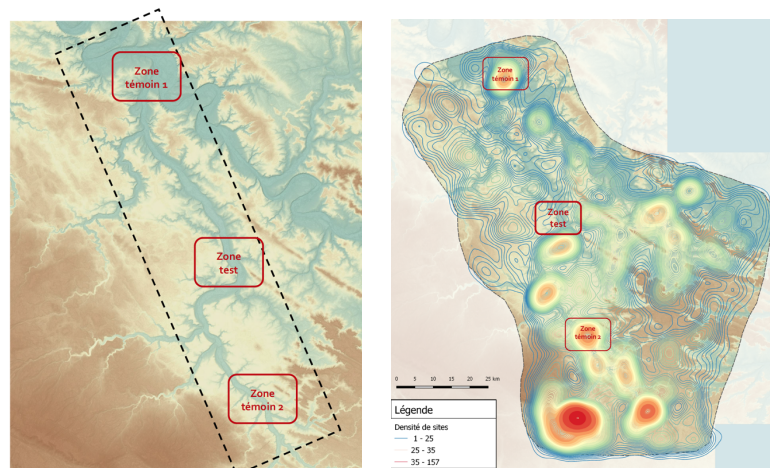 Zone
témoin 1
Zone
test
Zone
témoin 2
Zone
témoin 1
Zone
test
Zone
témoin 2
0 5 10 15 20 25 km
Légende
Densité de sites
1 - 25
25 - 35
35 - 157